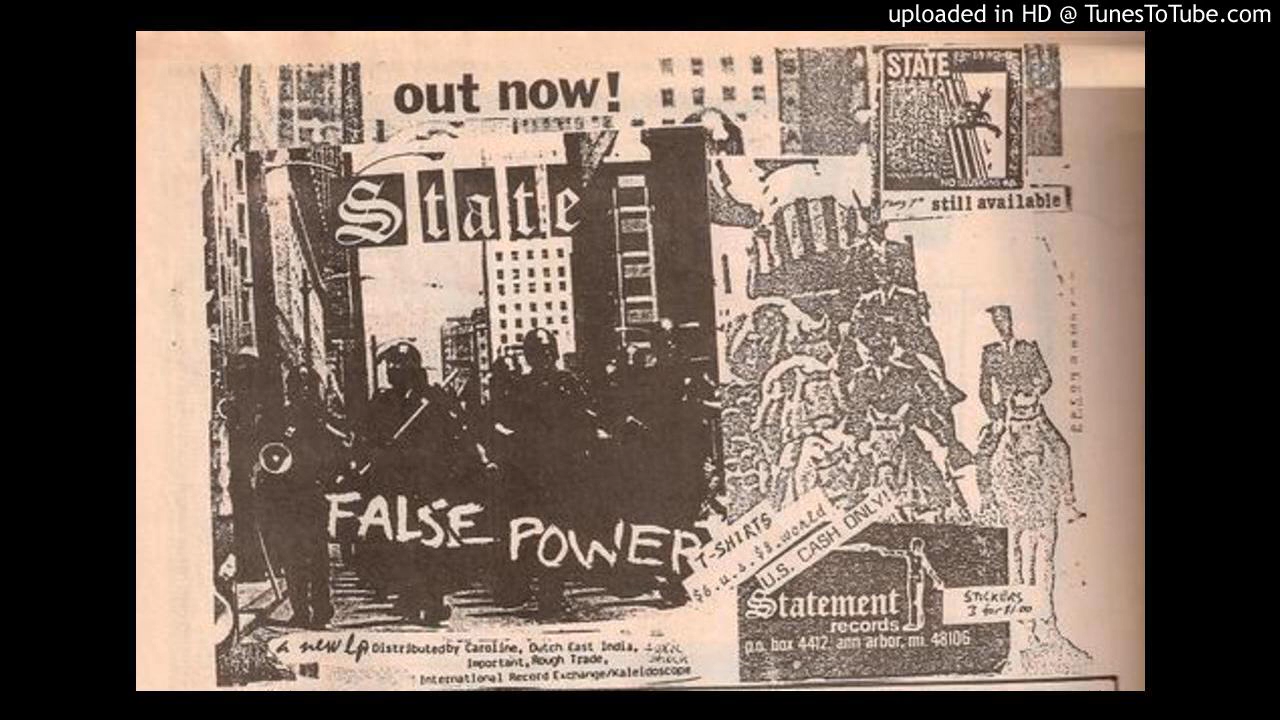 uploaded in HD @ TunesToTube.com
out now!
STATE
NO ILLUSIONS e.p.
7" still available
State
FALSE POWER
T-SHIRTS
$6.u.s. $8.world
U.S. CASH ONLY!
Statement
records
p.o. box 4412, ann arbor, mi. 48106
STICKERS
3 for $1.00
a new Lp Distributed by Caroline, Dutch East India,
Important, Rough Trade,
International Record Exchange/Kaleidoscope